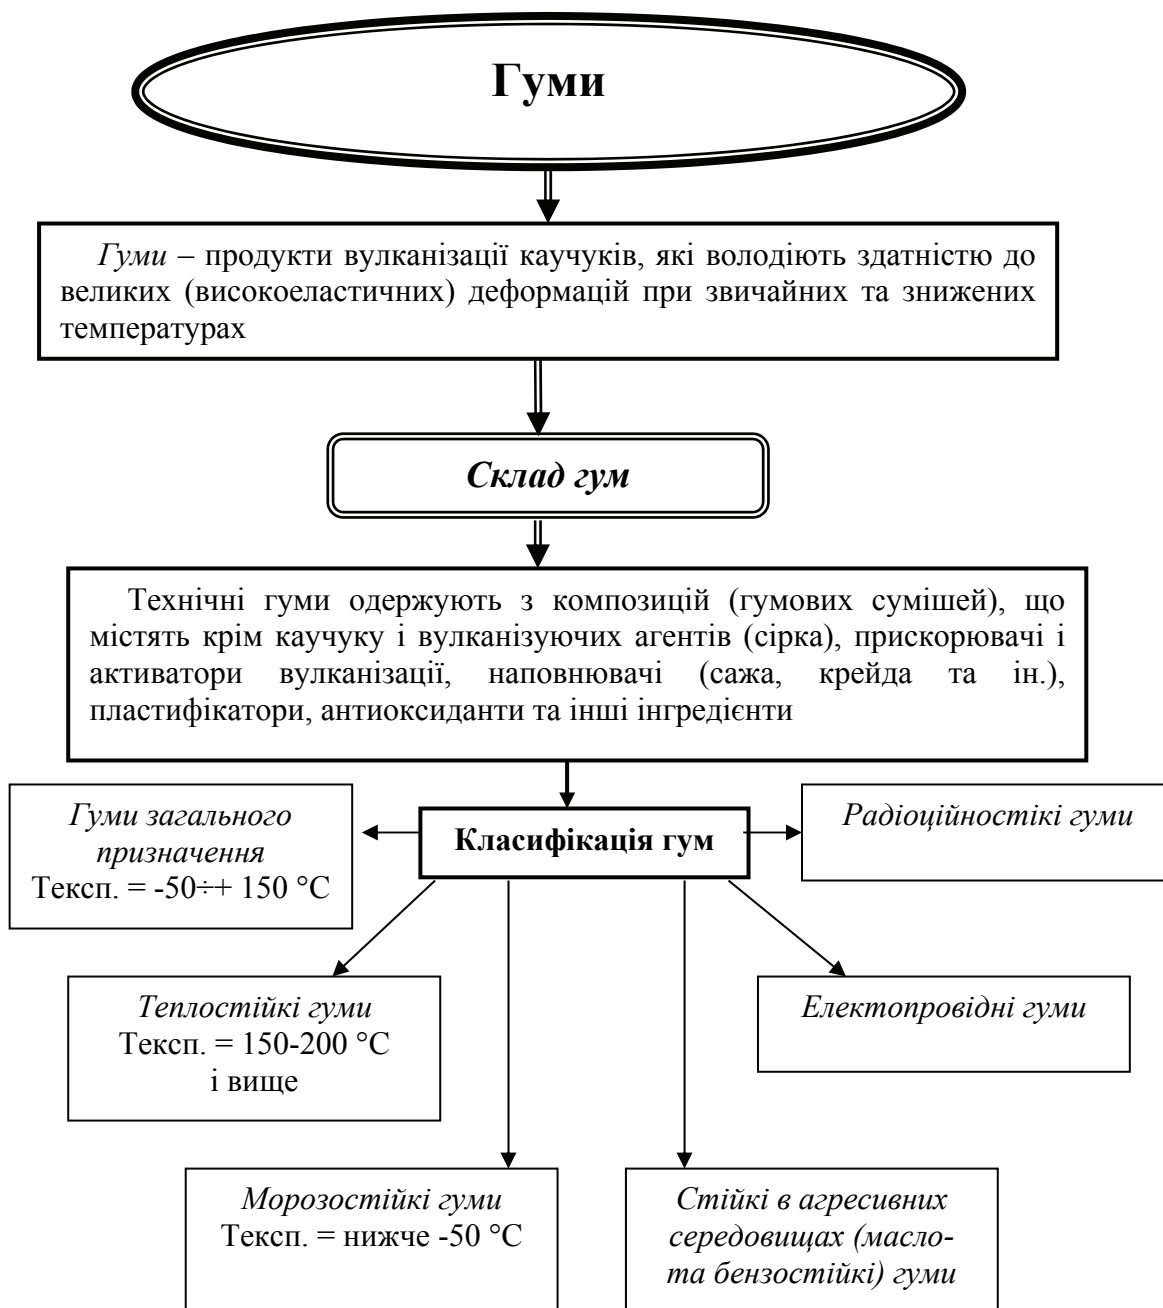 Гуми
Гуми – продукти вулканізації каучуків, які володіють здатністю до
великих (високоеластичних) деформацій при звичайних та знижених
температурах
Склад гум
Технічні гуми одержують з композицій (гумових сумішей), що
містять крім каучуку і вулканізуючих агентів (сірка), прискорювачі і
активатори вулканізації, наповнювачі (сажа, крейда та ін.),
пластифікатори, антиоксиданти та інші інгредієнти
Гуми загального
призначення
Тексп. = -50÷+ 150 °C
Класифікація гум
Радіоційностікі гуми
Теплостійкі гуми
Тексп. = 150-200 °C
і вище
Електопровідні гуми
Морозостійкі гуми
Тексп. = нижче -50 °C
Стійкі в агресивних
середовищах (масло-
та бензостійкі) гуми